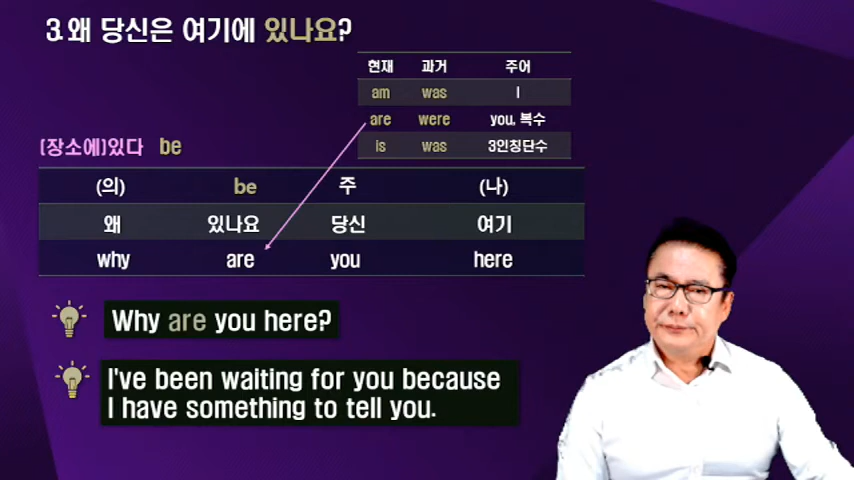 3.왜 당신은 여기에 있나요?
현재 과거 주어
am was I
are were you, 복수
is was 3인칭단수
(장소에)있다 be
(의) be 주 (나)
왜 있나요 당신 여기
why are you here
Why are you here?
I've been waiting for you because
I have something to tell you.